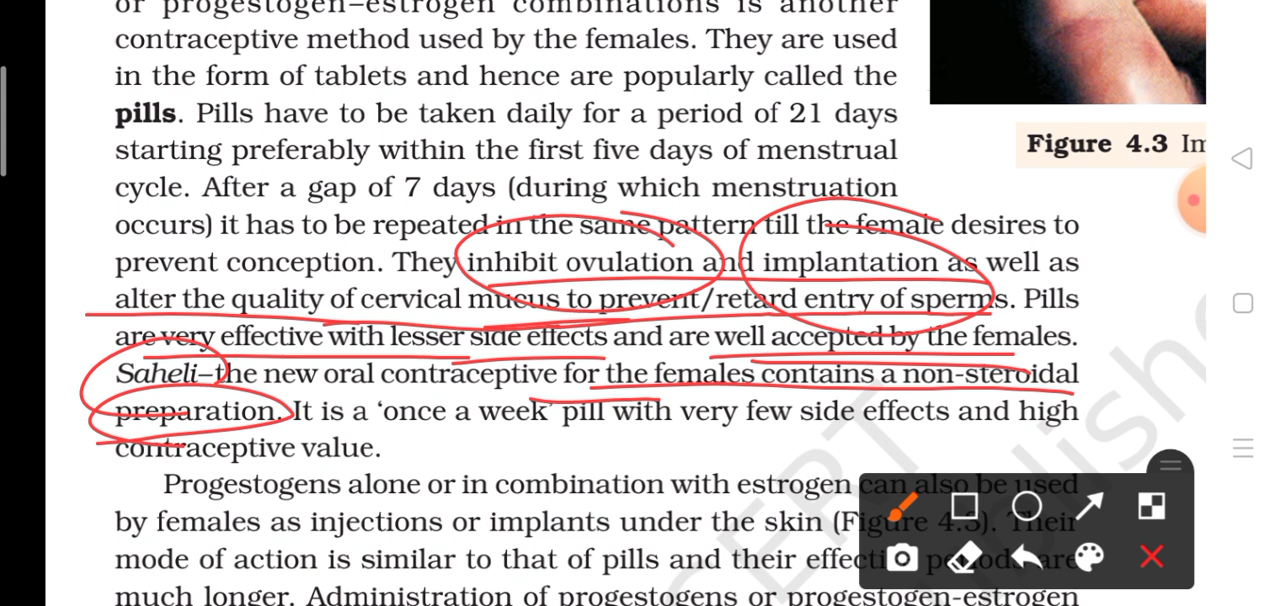 or progestogen–estrogen combinations is another
contraceptive method used by the females. They are used
in the form of tablets and hence are popularly called the
pills. Pills have to be taken daily for a period of 21 days
starting preferably within the first five days of menstrual
cycle. After a gap of 7 days (during which menstruation
occurs) it has to be repeated in the same pattern till the female desires to
prevent conception. They inhibit ovulation and implantation as well as
alter the quality of cervical mucus to prevent/retard entry of sperms. Pills
are very effective with lesser side effects and are well accepted by the females.
Saheli–the new oral contraceptive for the females contains a non-steroidal
preparation. It is a ‘once a week’ pill with very few side effects and high
contraceptive value.
Progestogens alone or in combination with estrogen can also be used
by females as injections or implants under the skin (Figure 4.3). Their
mode of action is similar to that of pills and their effective periods are
much longer. Administration of progestogens or progestogen-estrogen
Figure 4.3 Im